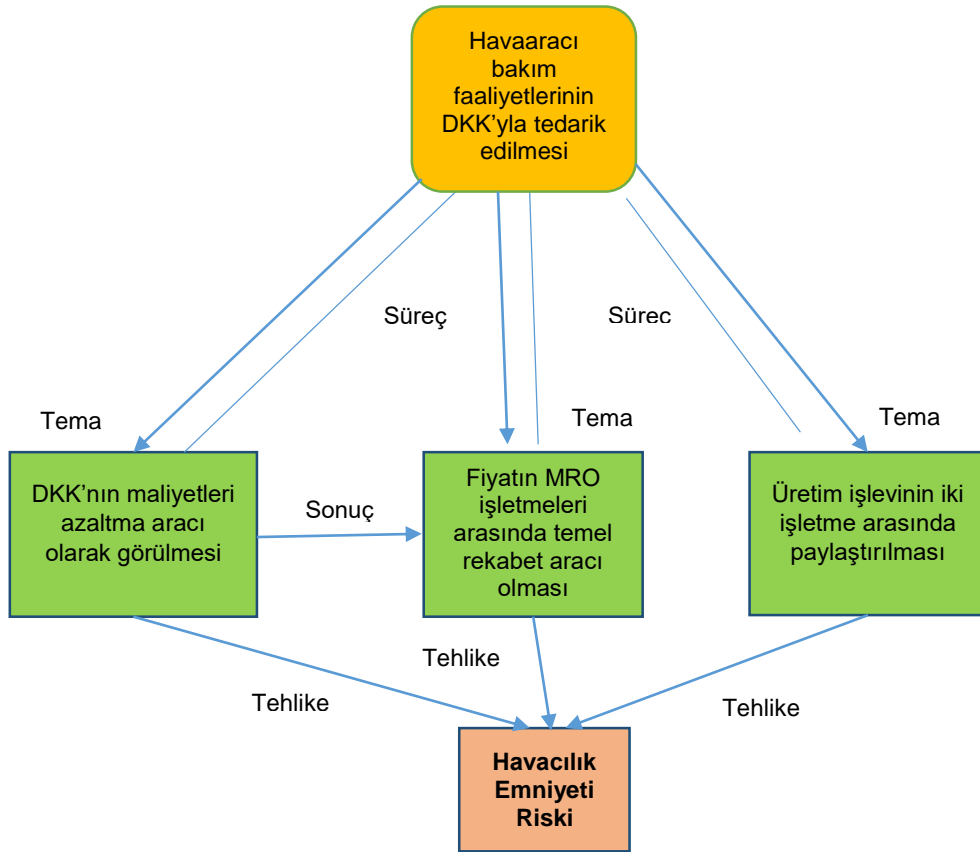 Havaaracı
bakım
faaliyetlerinin
DKK’yla tedarik
edilmesi
Süreç
Sürec
Tema
Tema
Tema
DKK’nın maliyetleri
azaltma aracı
olarak görülmesi
Sonuç
Fiyatın MRO
işletmeleri
arasında temel
rekabet aracı
olması
Üretim işlevinin iki
işletme arasında
paylaştırılması
Tehlike
Tehlike
Tehlike
Havacılık
Emniyeti
Riski